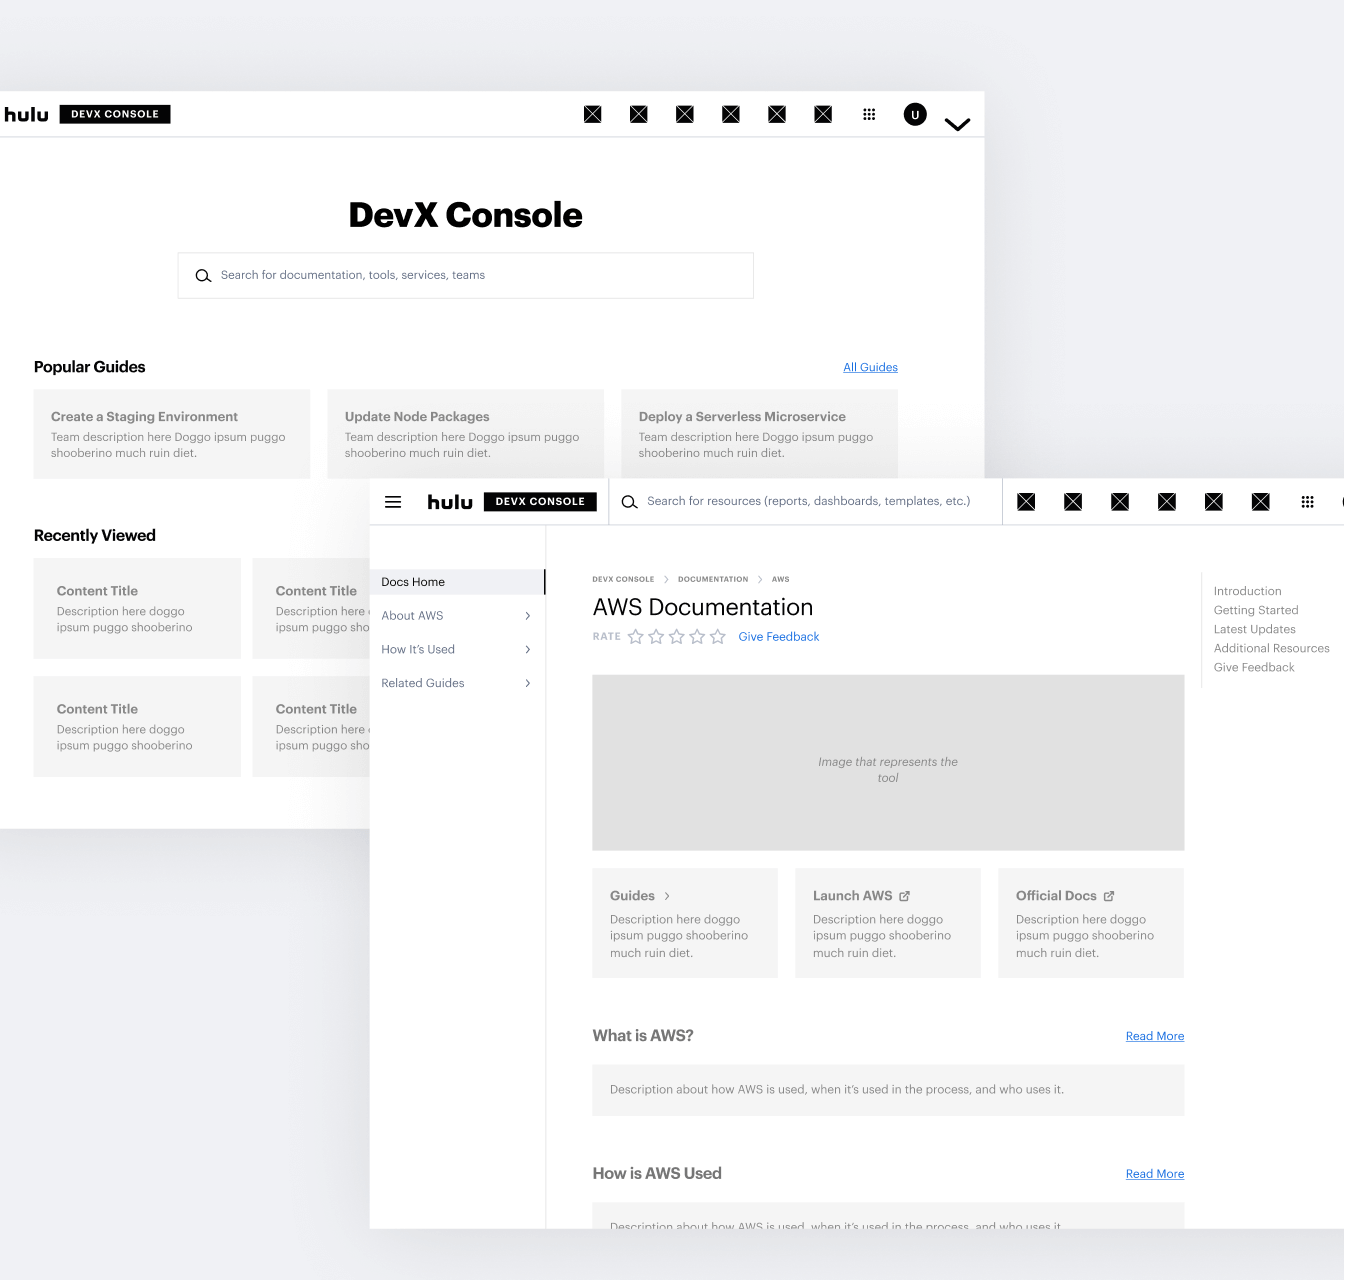 hulu DEVX CONSOLE U
DevX Console
Search for documentation, tools, services, teams
Popular Guides All Guides
Create a Staging Environment
Team description here Doggo ipsum puggo
shooberino much ruin diet.
Update Node Packages
Team description here Doggo ipsum puggo
shooberino much ruin diet.
Deploy a Serverless Microservice
Team description here Doggo ipsum puggo
shooberino much ruin diet.
Recently Viewed
Content Title
Description here doggo
ipsum puggo shooberino
Content Title
Description here
ipsum puggo sho
Content Title
Description here doggo
ipsum puggo shooberino
Content Title
Description here
ipsum puggo sho
hulu DEVX CONSOLE Search for resources (reports, dashboards, templates, etc.)
Docs Home
About AWS
How It's Used
Related Guides
DEVX CONSOLE > DOCUMENTATION > AWS
AWS Documentation
RATE Give Feedback
Image that represents the
tool
Guides >
Description here doggo
ipsum puggo shooberino
much ruin diet.
Launch AWS
Description here doggo
ipsum puggo shooberino
much ruin diet.
Official Docs
Description here doggo
ipsum puggo shooberino
much ruin diet.
What is AWS? Read More
Description about how AWS is used, when it's used in the process, and who uses it.
How is AWS Used Read More
Description about how AWS is used, when it's used in the process, and who uses it.
Introduction
Getting Started
Latest Updates
Additional Resources
Give Feedback